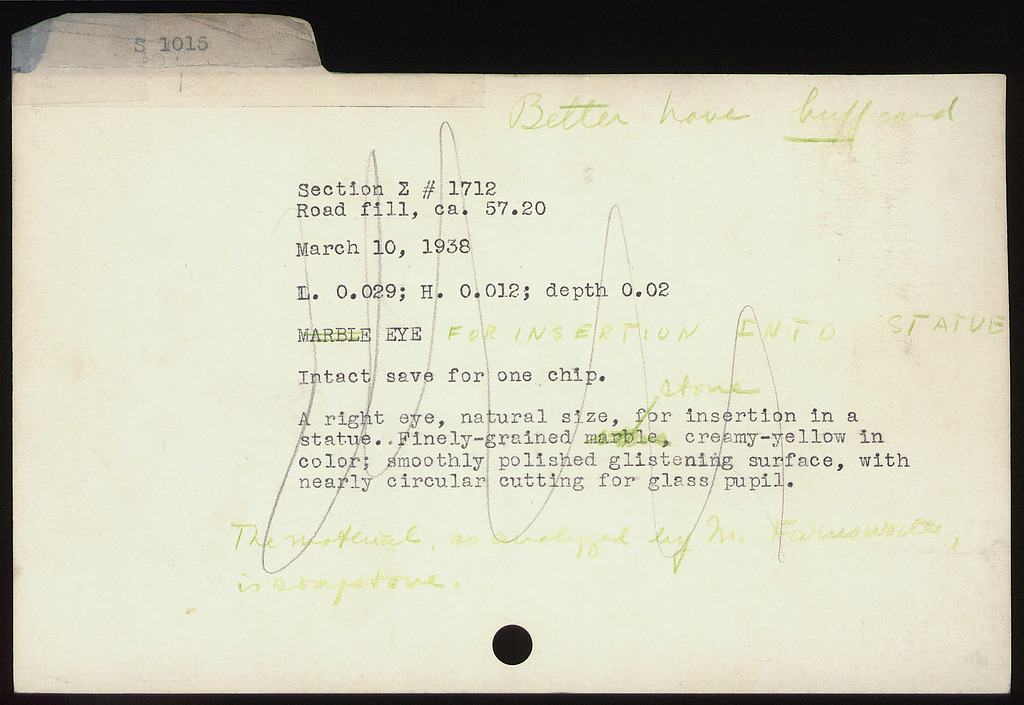 S 1015
Better have buff card
Section Σ # 1712
Road fill, ca. 57.20
March 10, 1938
L. 0.029; H. 0.012; depth 0.02
MARBLE EYE FOR INSERTION INTO STATUE
Intact save for one chip.
stone
A right eye, natural size, for insertion in a
statue. Finely-grained marble, creamy-yellow in
color; smoothly polished glistening surface, with
nearly circular cutting for glass pupil.
The material, as analyzed by M. Farnsworth,
is soapstone.